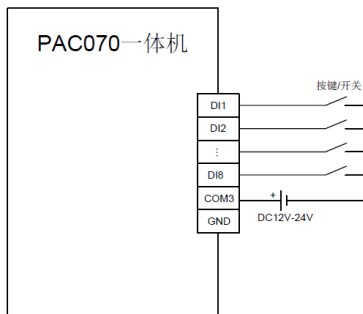 PAC070一体机
按键/开关
DI1
DI2
⋮
DI8
COM3
+
DC12V-24V
GND